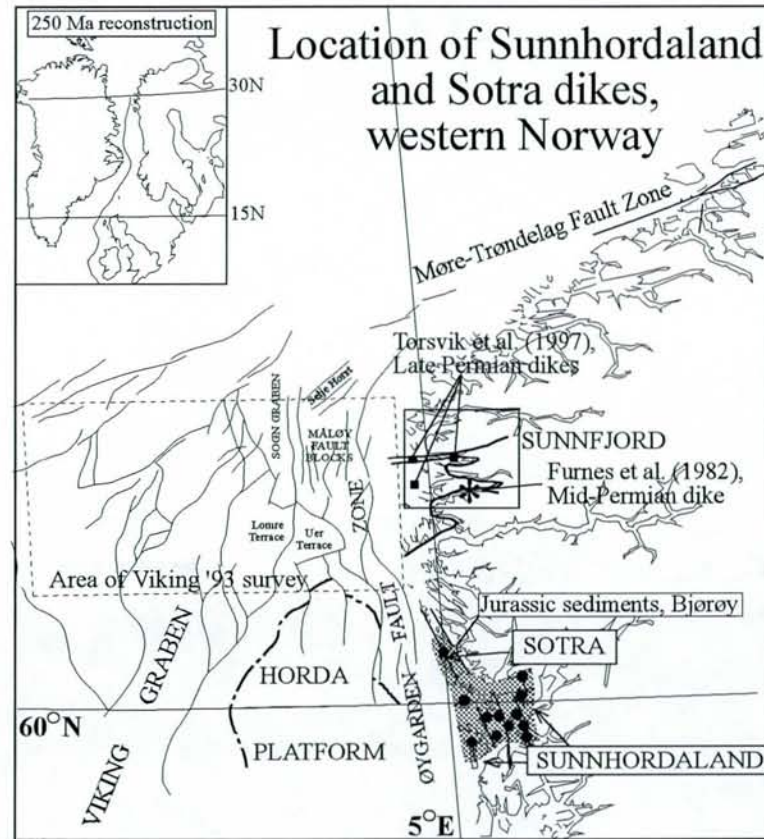 250 Ma reconstruction
30N
15N
Location of Sunnhordaland
and Sotra dikes,
western Norway
Møre-Trøndelag Fault Zone
Torsvik et al. (1997),
Late-Permian dikes
Selje Horst
SOGN GRABEN
MÅLØY
FAULT
BLOCKS
SUNNFJORD
Furnes et al. (1982),
Mid-Permian dike
Lomre
Terrace
Uer
Terrace
Area of Viking '93 survey
ØYGARDEN FAULT ZONE
Jurassic sediments, Bjørøy
SOTRA
HORDA
PLATFORM
VIKING GRABEN
60°N
SUNNHORDALAND
5°E